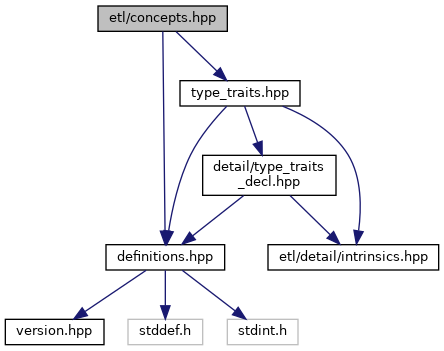 etl/concepts.hpp
type_traits.hpp
detail/type_traits
_decl.hpp
definitions.hpp
etl/detail/intrinsics.hpp
version.hpp
stddef.h
stdint.h